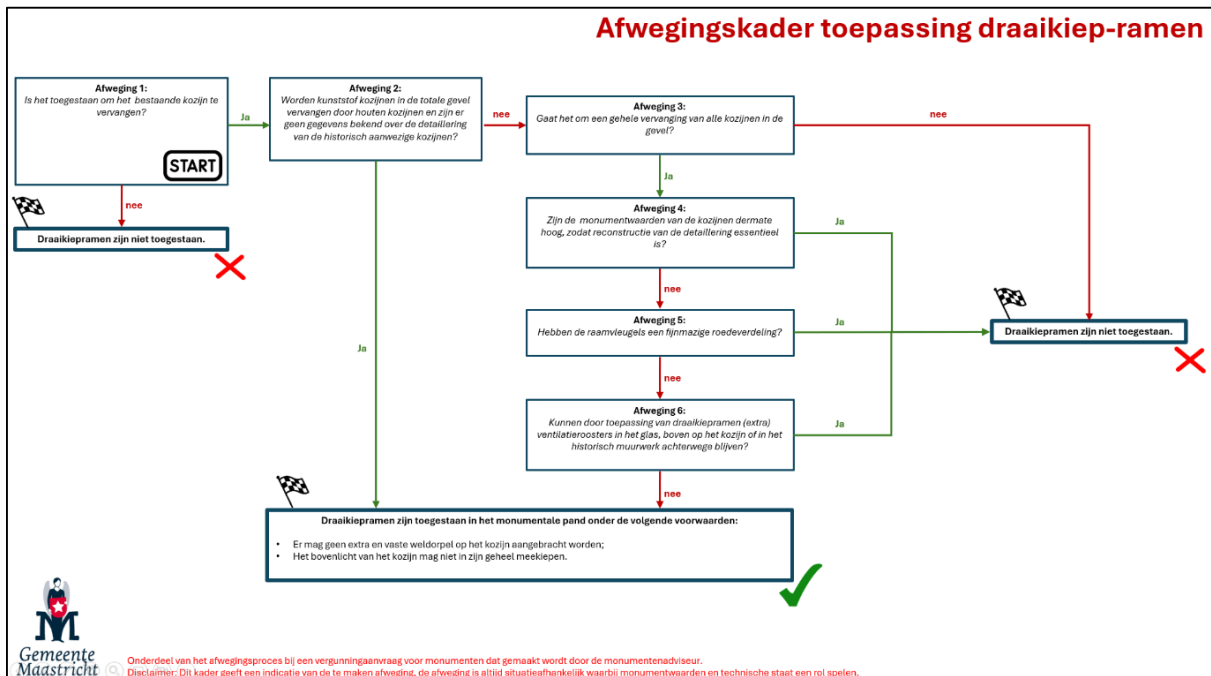 Afwegingskader toepassing draaikiep-ramen
Afweging 1:
Is het toegestaan om het bestaande kozijn te
vervangen?
START
Ja
nee
Draaikiepramen zijn niet toegestaan.
Afweging 2:
Worden kunststof kozijnen in de totale gevel
vervangen door houten kozijnen en zijn er
geen gegevens bekend over de detaillering
van de historisch aanwezige kozijnen?
nee
Ja
Afweging 3:
Gaat het om een gehele vervanging van alle kozijnen in de
gevel?
nee
Ja
Afweging 4:
Zijn de monumentwaarden van de kozijnen dermate
hoog, zodat reconstructie van de detaillering essentieel
is?
Ja
nee
Afweging 5:
Hebben de raamvleugels een fijnmazige roedeverdeling?
Ja
nee
Draaikiepramen zijn niet toegestaan.
Afweging 6:
Kunnen door toepassing van draaikiepramen (extra)
ventilatieroosters in het glas, boven op het kozijn of in het
historisch muurwerk achterwege blijven?
Ja
nee
Draaikiepramen zijn toegestaan in het monumentale pand onder de volgende voorwaarden:
• Er mag geen extra en vaste weldorpel op het kozijn aangebracht worden;
• Het bovenlicht van het kozijn mag niet in zijn geheel meekiepen.
Gemeente
Maastricht
Onderdeel van het afwegingsproces bij een vergunningaanvraag voor monumenten dat gemaakt wordt door de monumentenadviseur.
Disclaimer: Dit kader geeft een indicatie van de te maken afweging, de afweging is altijd situatieafhankelijk waarbij monumentwaarden en technische staat een rol spelen.